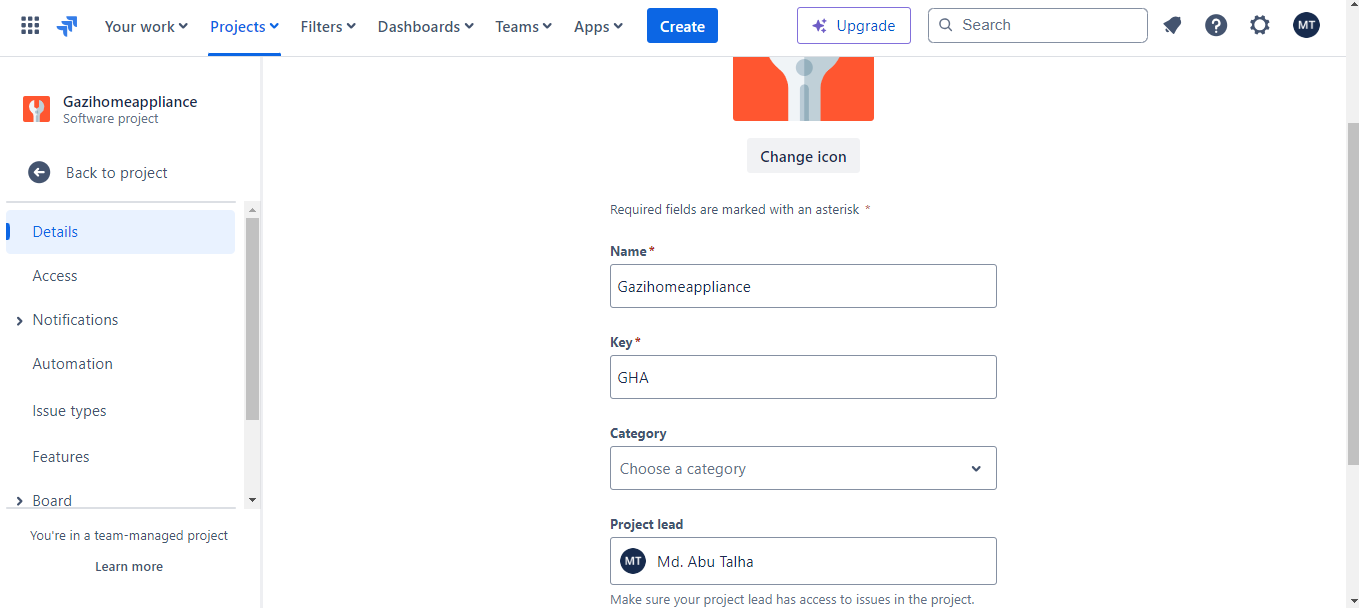 Your work Projects Filters Dashboards Teams Apps Create Upgrade Search MT
Gazihomeappliance
Software project
Back to project
Details
Access
Notifications
Automation
Issue types
Features
Board
You're in a team-managed project
Learn more
Change icon
Required fields are marked with an asterisk *
Name *
Gazihomeappliance
Key *
GHA
Category
Choose a category
Project lead
MT Md. Abu Talha
Make sure your project lead has access to issues in the project.